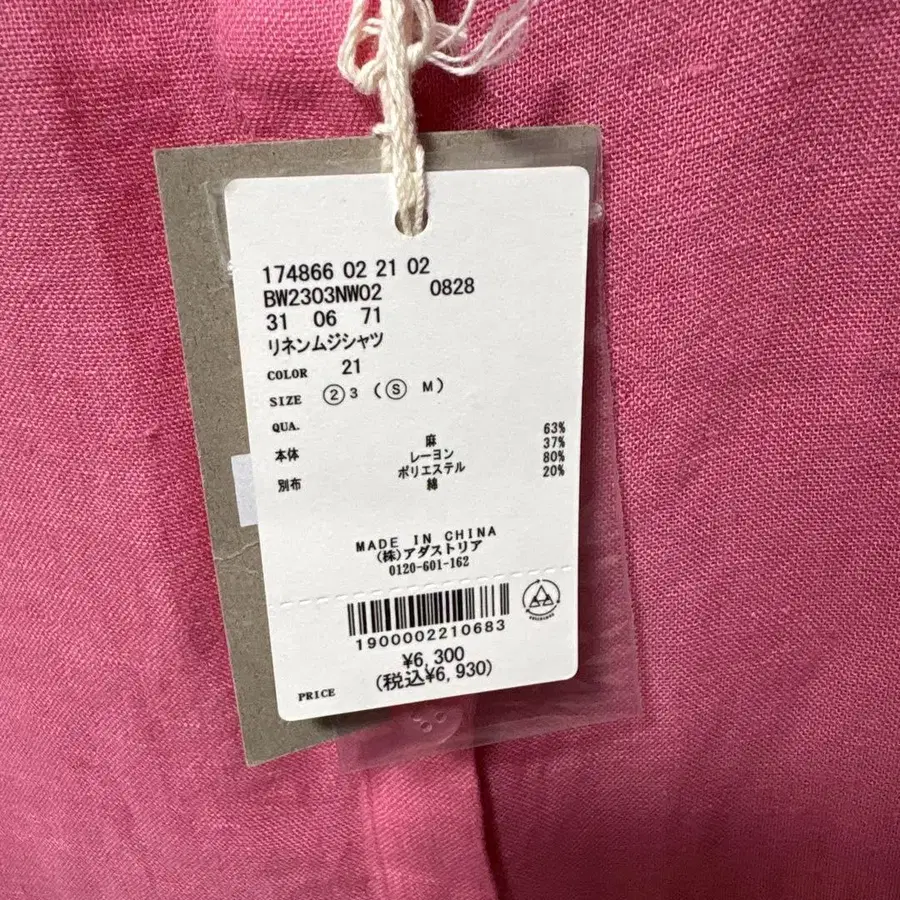 174866 02 21 02
BW2303NW02 0828
31 06 71
リネンムジシャツ
COLOR 21
SIZE ②3 (Ⓢ M)
QUA.
本体 麻 63%
レーヨン 37%
別布 ポリエステル 80%
綿 20%
MADE IN CHINA
(株)アダストリア
0120-601-162
1900002210683
¥6,300
PRICE (税込¥6,930)